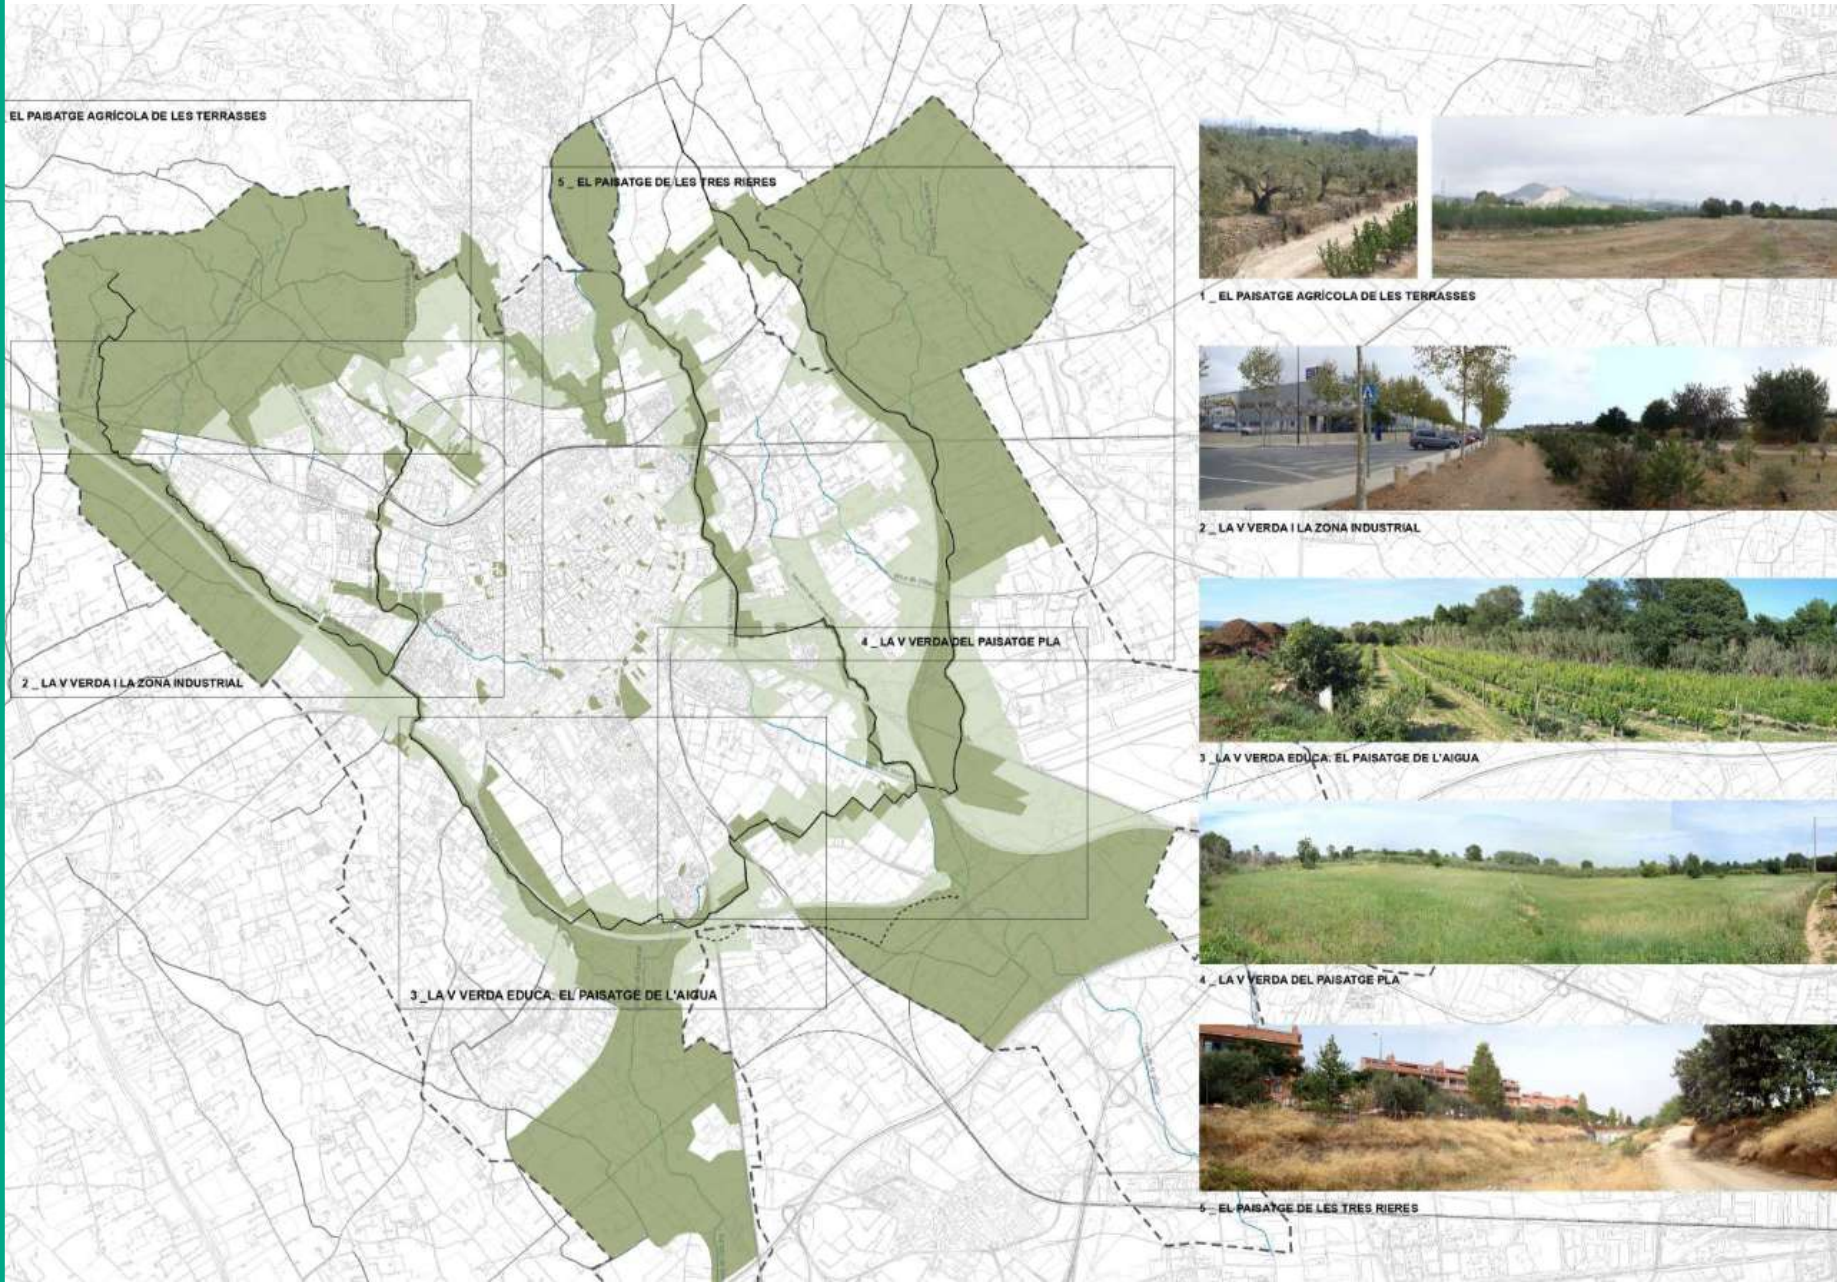 EL PAISATGE AGRÍCOLA DE LES TERRASSES
5 _ EL PAISATGE DE LES TRES RIERES
4 _ LA V VERDA DEL PAISATGE PLA
2 _ LA V VERDA I LA ZONA INDUSTRIAL
3 _ LA V VERDA EDUCA: EL PAISATGE DE L'AIGUA
1 _ EL PAISATGE AGRÍCOLA DE LES TERRASSES
2 _ LA V VERDA I LA ZONA INDUSTRIAL
3 _ LA V VERDA EDUCA: EL PAISATGE DE L'AIGUA
4 _ LA V VERDA DEL PAISATGE PLA
5 _ EL PAISATGE DE LES TRES RIERES